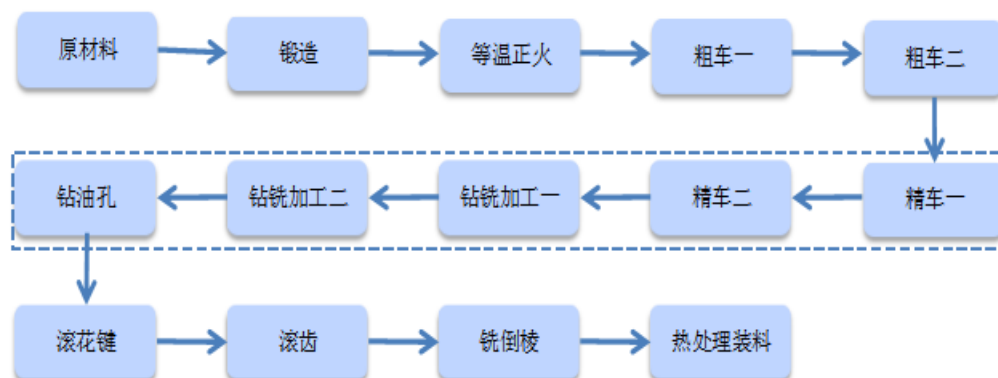 原材料
锻造
等温正火
粗车一
粗车二
精车一
精车二
钻铣加工一
钻铣加工二
钻油孔
滚花键
滚齿
铣倒棱
热处理装料